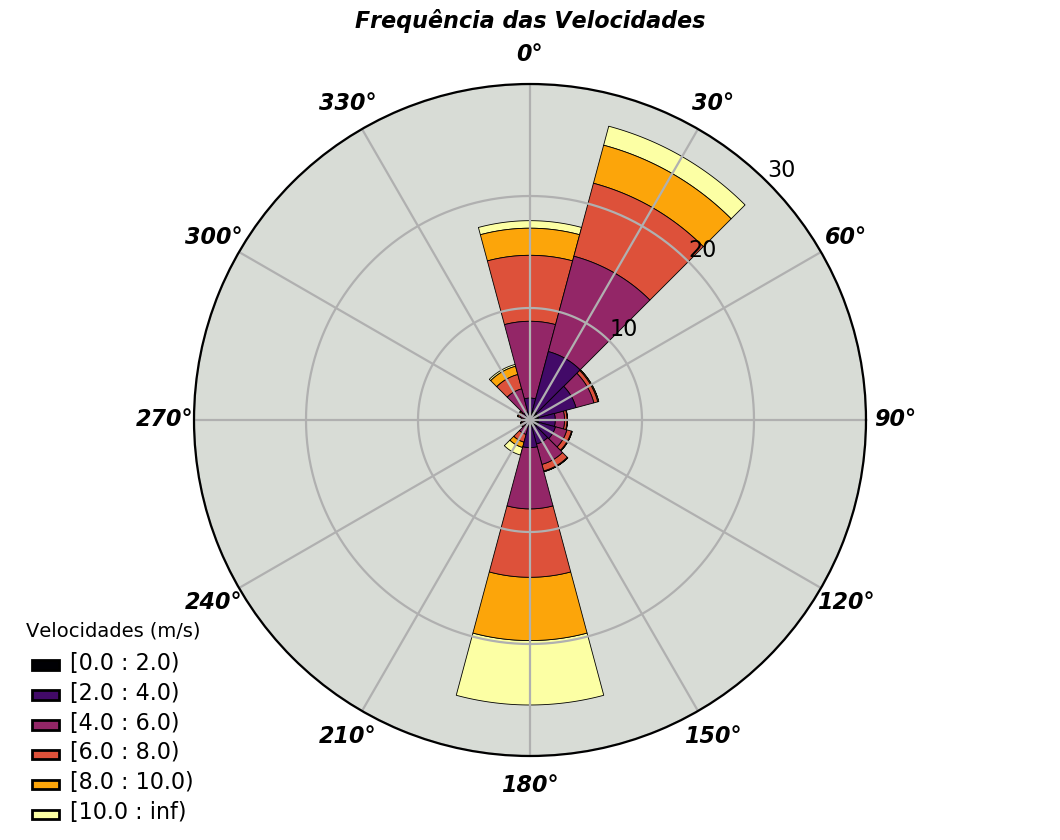 Frequência das Velocidades
0°
330°
30°
30
300°
60°
20
10
270°
90°
240°
120°
210°
150°
180°
Velocidades (m/s)
[0.0 : 2.0)
[2.0 : 4.0)
[4.0 : 6.0)
[6.0 : 8.0)
[8.0 : 10.0)
[10.0 : inf)